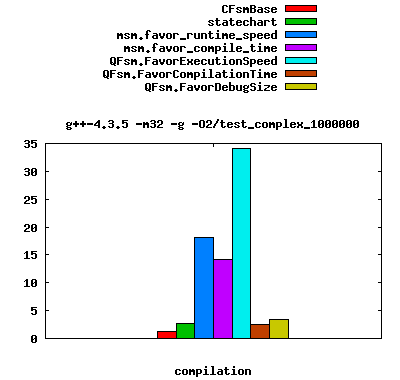 CFsmBase
statechart
msm.favor_runtime_speed
msm.favor_compile_time
QFsm.FavorExecutionSpeed
QFsm.FavorCompilationTime
QFsm.FavorDebugSize
g++-4.3.5 -m32 -g -O2/test_complex_1000000
35
30
25
20
15
10
5
0
compilation